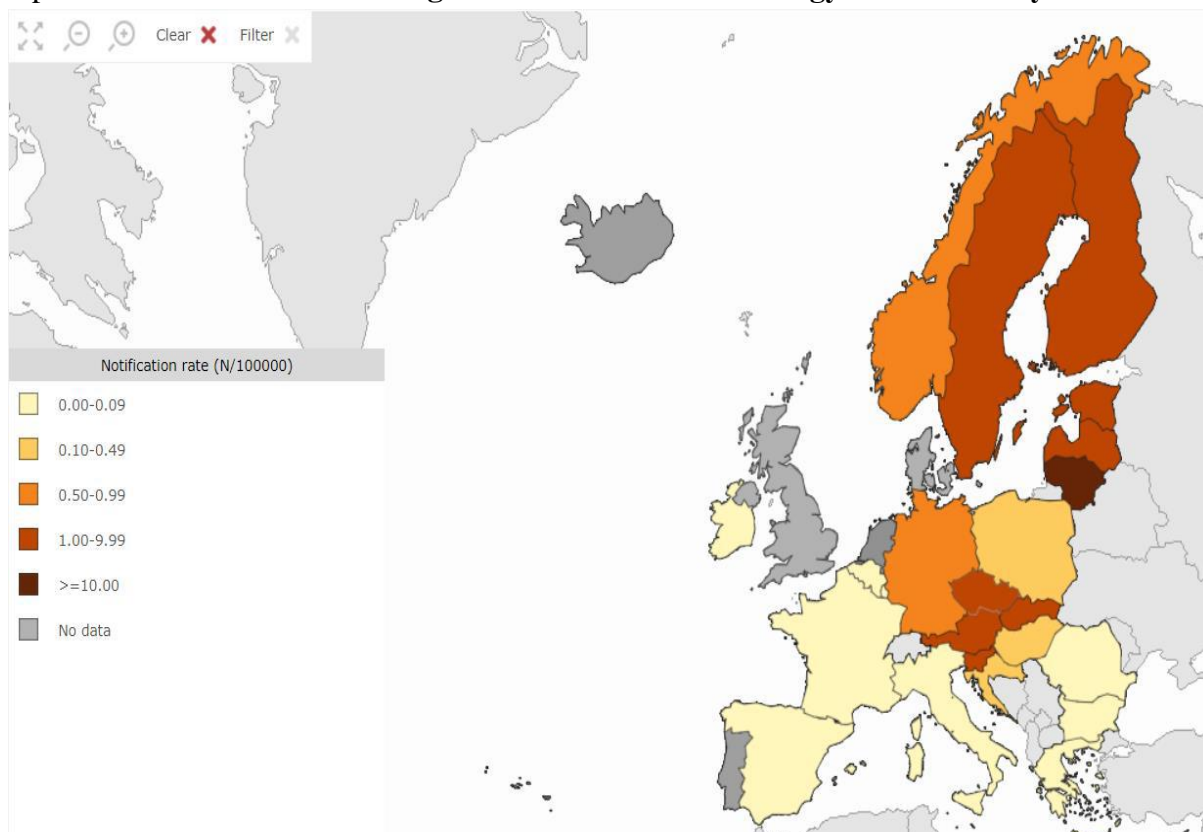 Clear Filter
Notification rate (N/100000)
0.00-0.09
0.10-0.49
0.50-0.99
1.00-9.99
>=10.00
No data